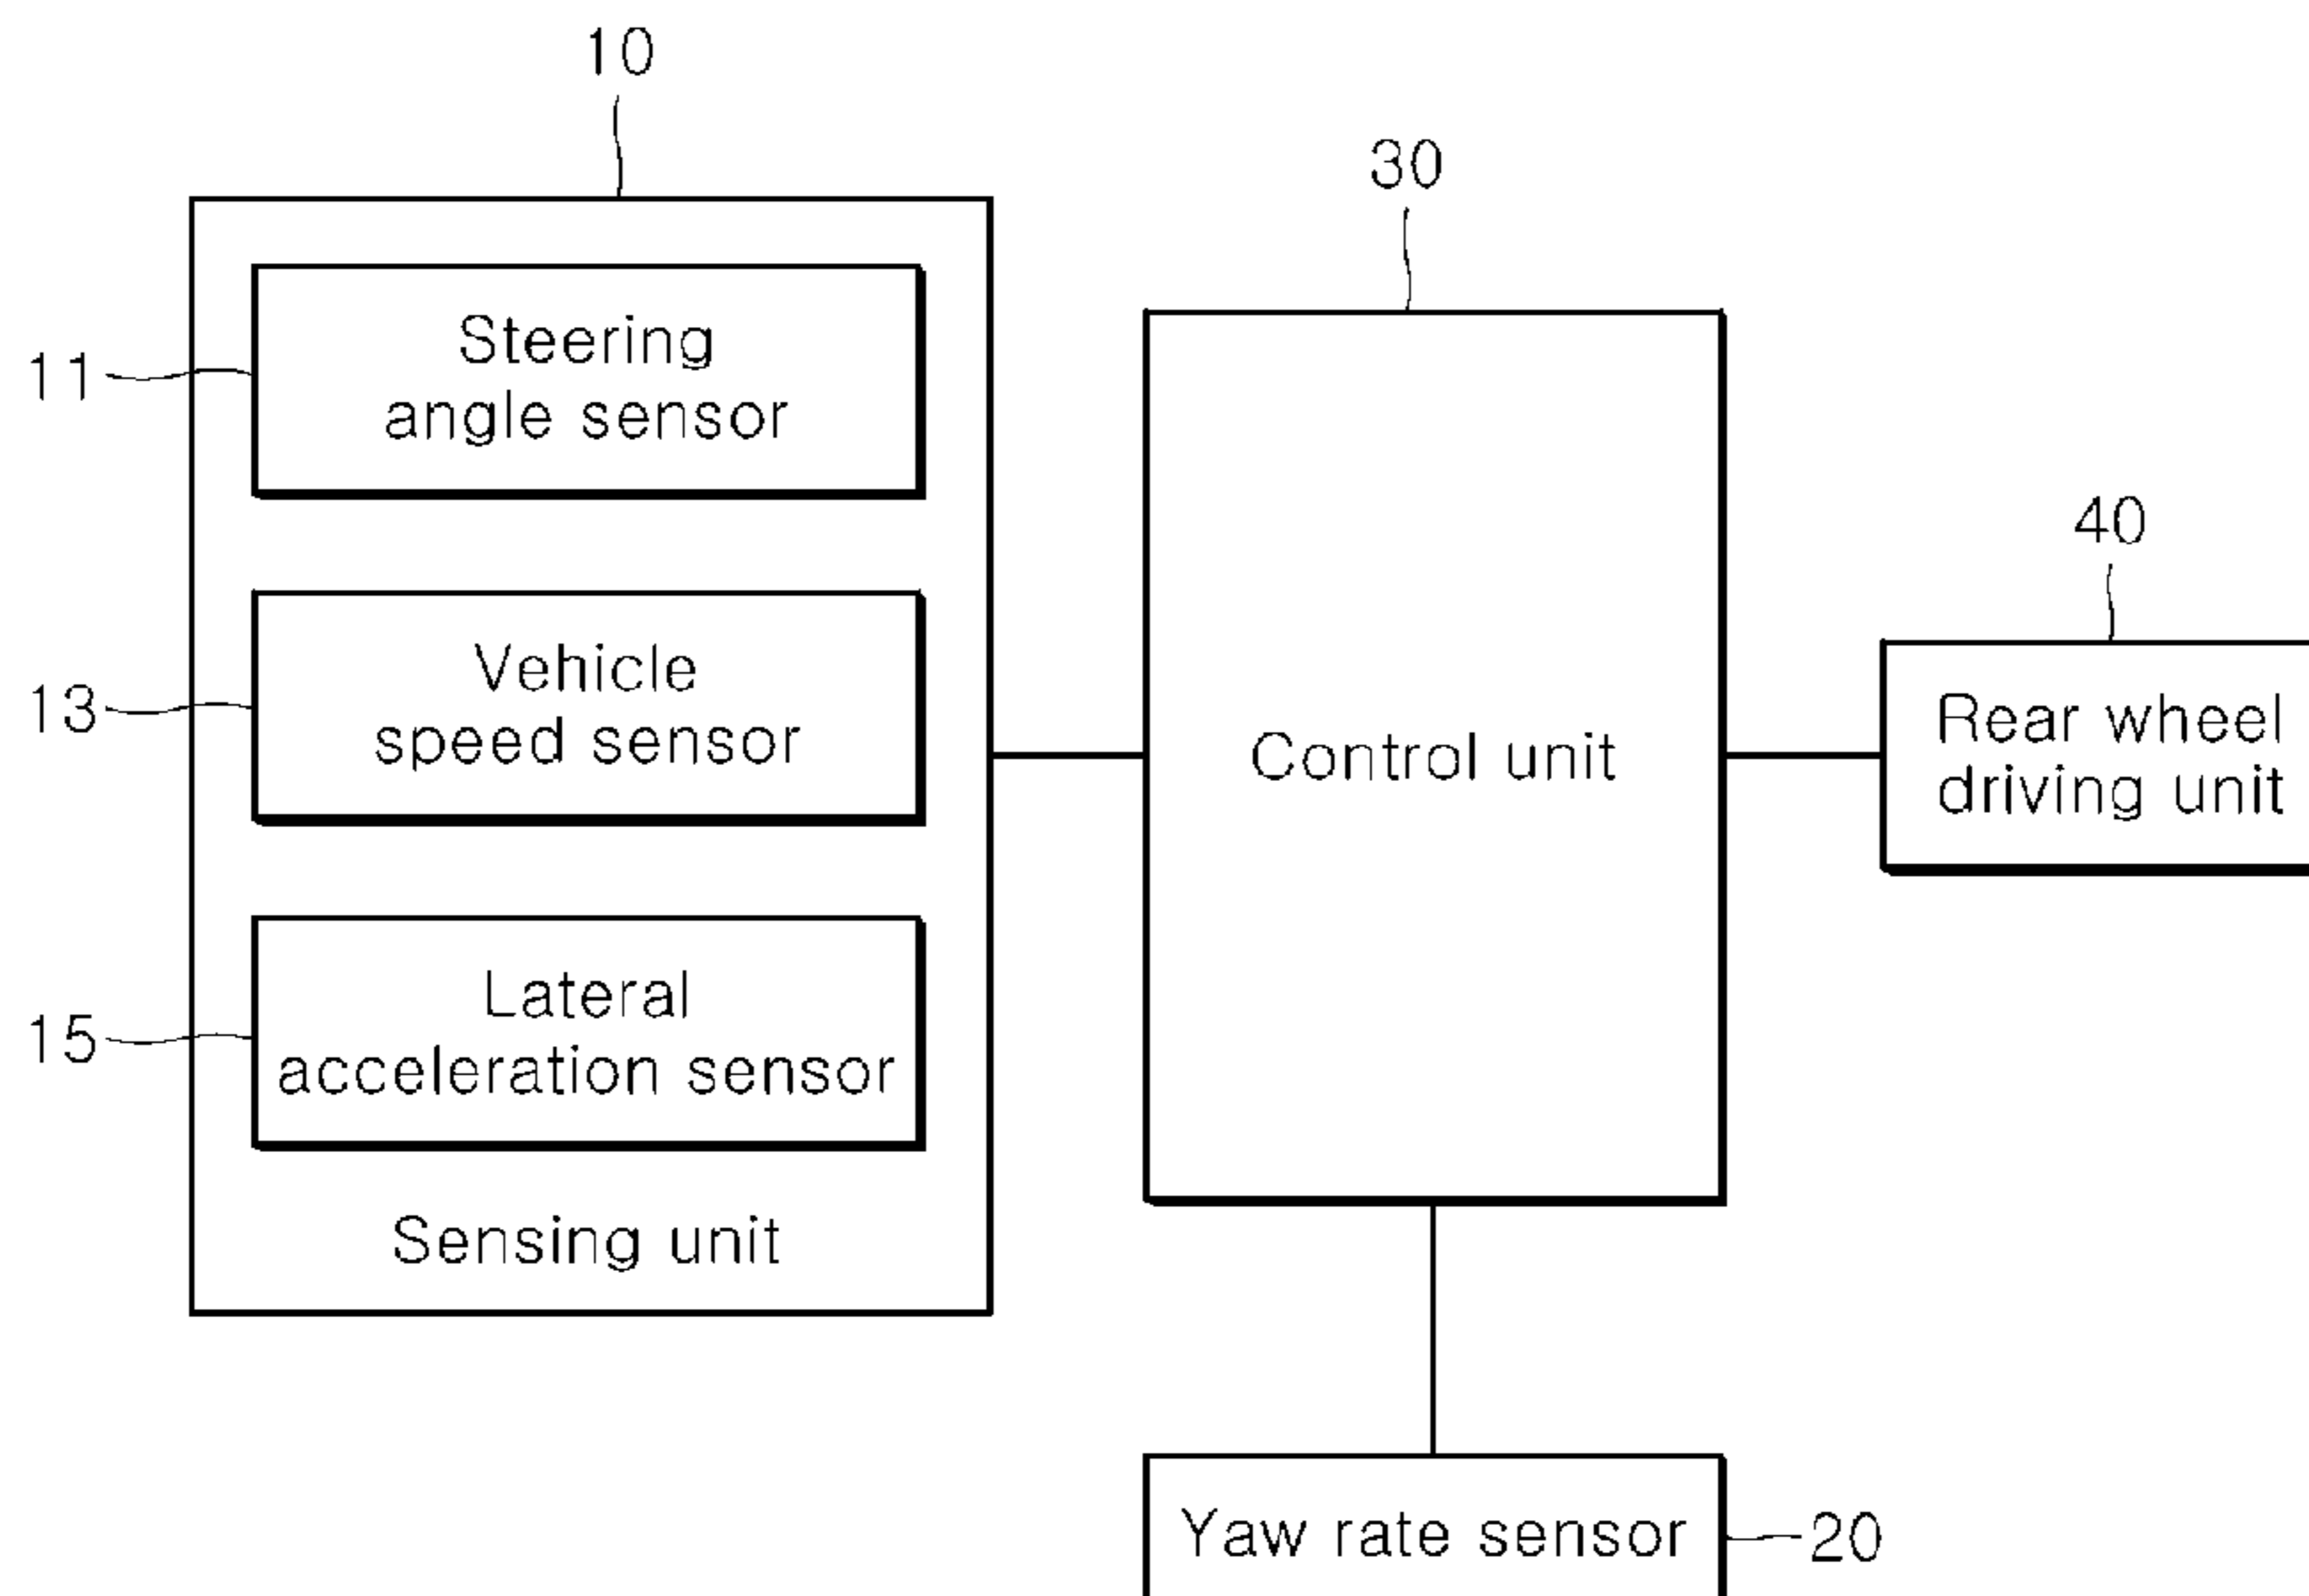 10
30
11
Steering
angle sensor
40
13
Vehicle
speed sensor
Control unit
Rear wheel
driving unit
15
Lateral
acceleration sensor
Sensing unit
Yaw rate sensor
20